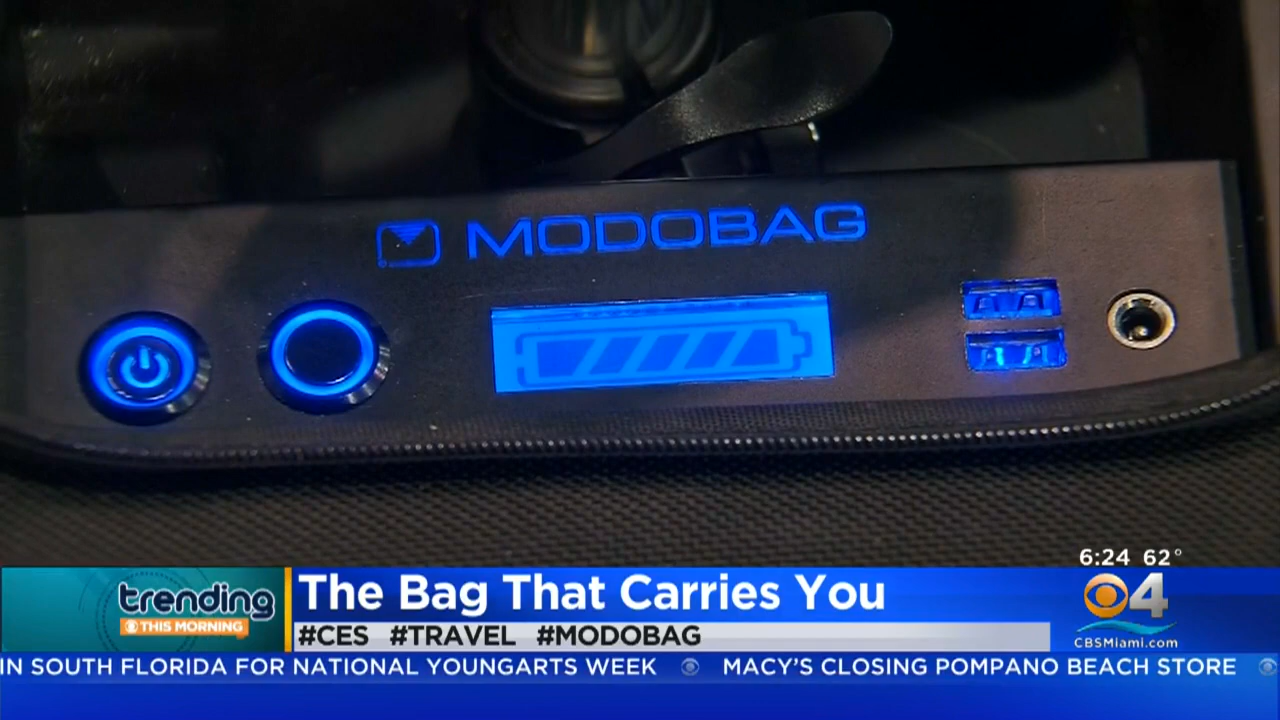 MODOBAG
6:24 62°
trending
THIS MORNING
The Bag That Carries You
#CES #TRAVEL #MODOBAG
4
CBSMiami.com
IN SOUTH FLORIDA FOR NATIONAL YOUNGARTS WEEK MACY'S CLOSING POMPANO BEACH STORE